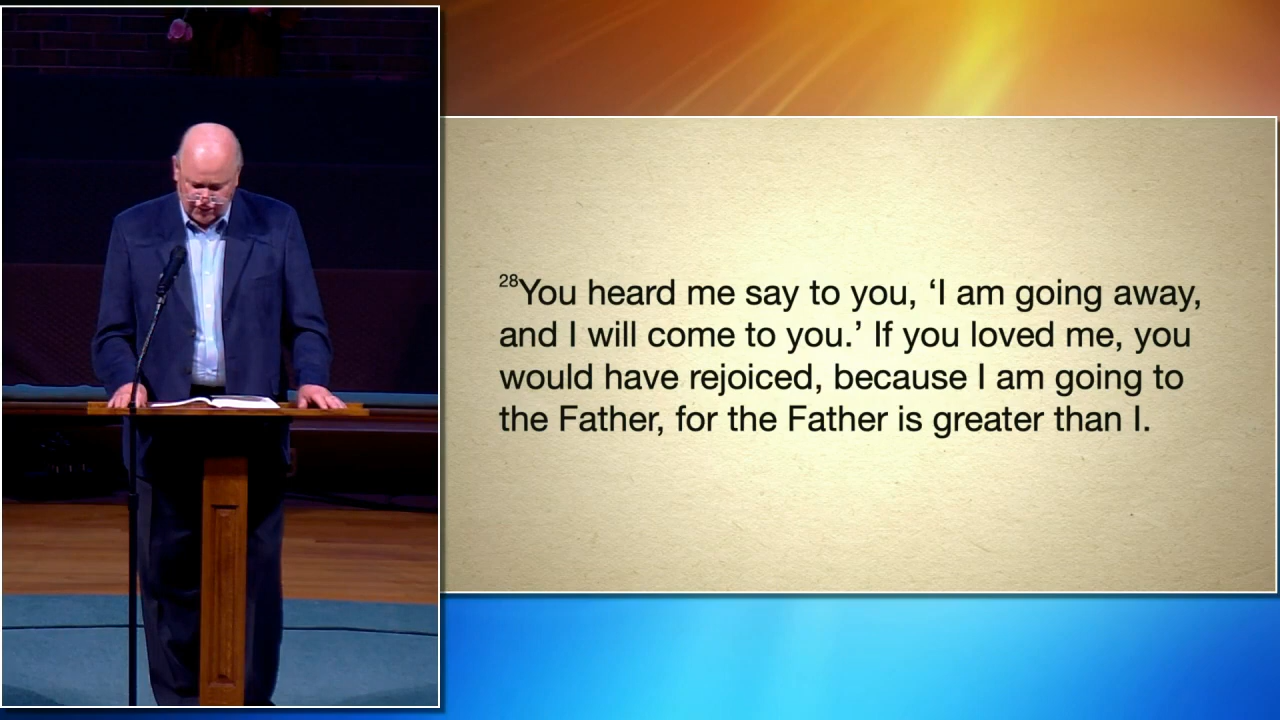 28You heard me say to you, ‘I am going away,
and I will come to you.’ If you loved me, you
would have rejoiced, because I am going to
the Father, for the Father is greater than I.